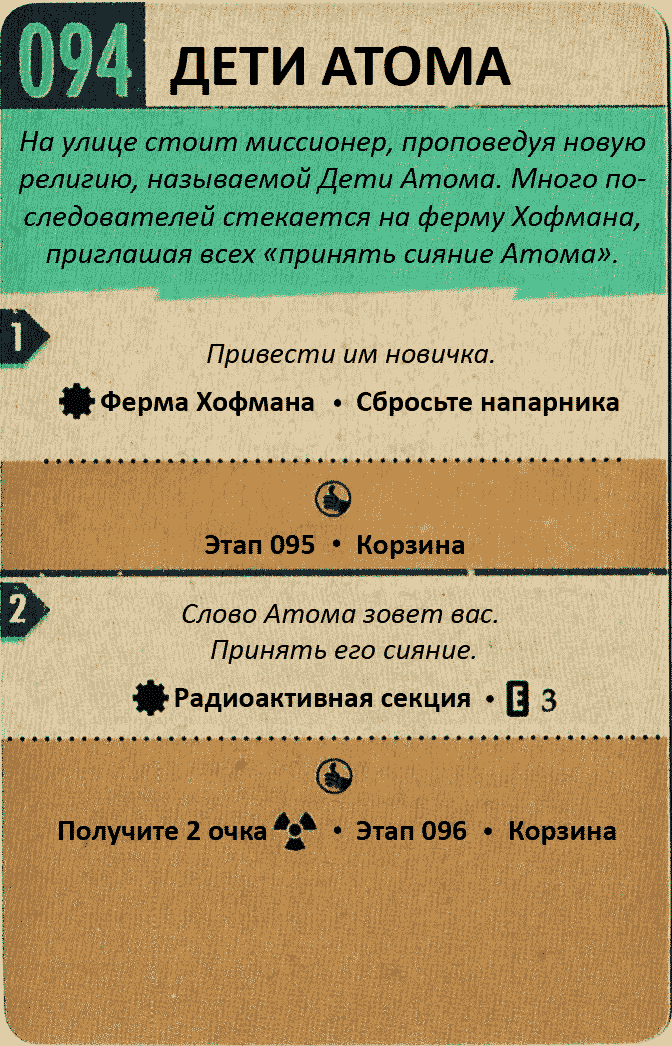 094
ДЕТИ АТОМА
На улице стоит миссионер, проповедуя новую
религию, называемой Дети Атома. Много по-
следователей стекается на ферму Хофмана,
приглашая всех «принять сияние Атома».
1
Привести им новичка.
Ферма Хофмана • Сбросьте напарника
Этап 095 • Корзина
2
Слово Атома зовет вас.
Принять его сияние.
Радиоактивная секция • E 3
Получите 2 очка • Этап 096 • Корзина